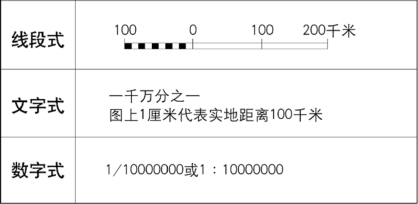 线段式
100 0 100 200千米
文字式
一千万分之一
图上1厘米代表实地距离100千米
数字式
1/10000000或1：10000000